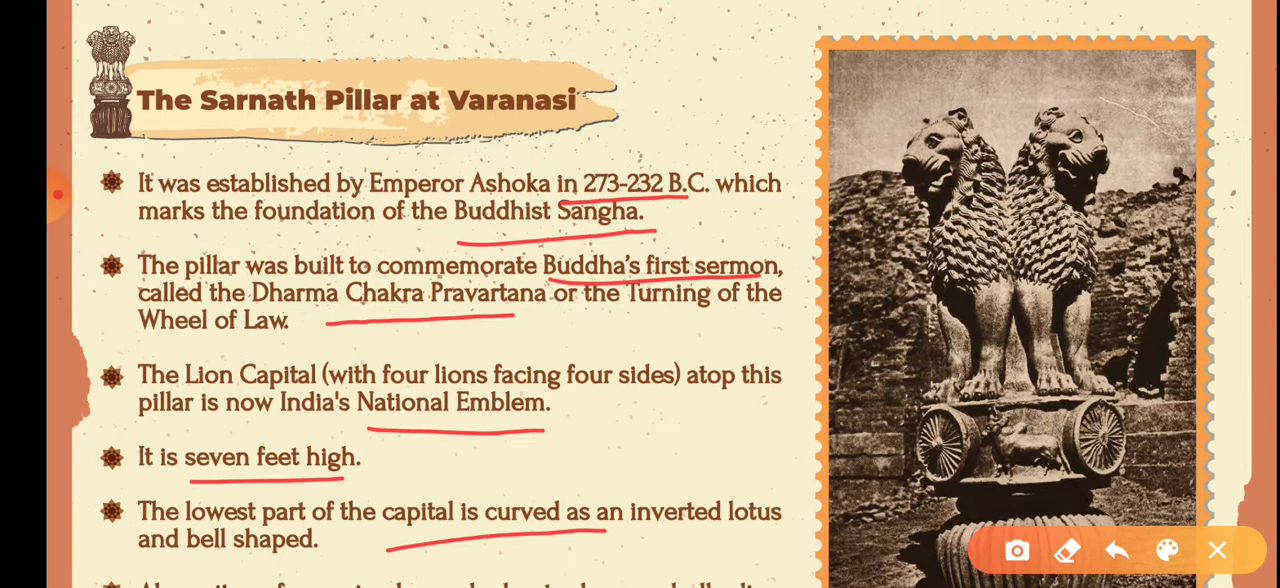 The Sarnath Pillar at Varanasi
It was established by Emperor Ashoka in 273-232 B.C. which
marks the foundation of the Buddhist Sangha.
The pillar was built to commemorate Buddha's first sermon,
called the Dharma Chakra Pravartana or the Turning of the
Wheel of Law.
The Lion Capital (with four lions facing four sides) atop this
pillar is now India's National Emblem.
It is seven feet high.
The lowest part of the capital is curved as an inverted lotus
and bell shaped.